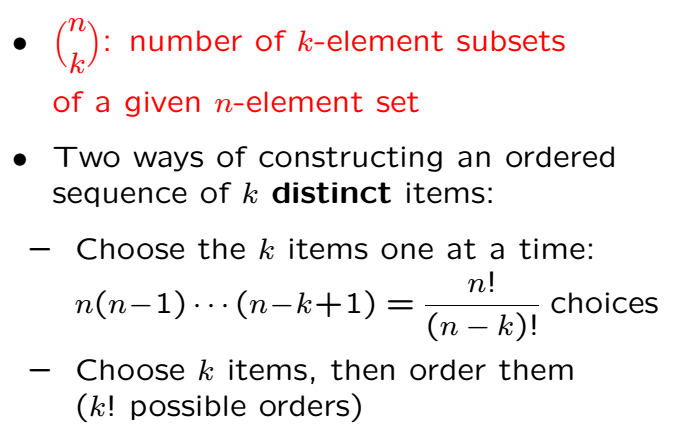 • $\binom{n}{k}$: number of $k$-element subsets
of a given $n$-element set
• Two ways of constructing an ordered
sequence of $k$ **distinct** items:
– Choose the $k$ items one at a time:
$n(n-1)\cdots(n-k+1) = \dfrac{n!}{(n-k)!}$ choices
– Choose $k$ items, then order them
($k!$ possible orders)